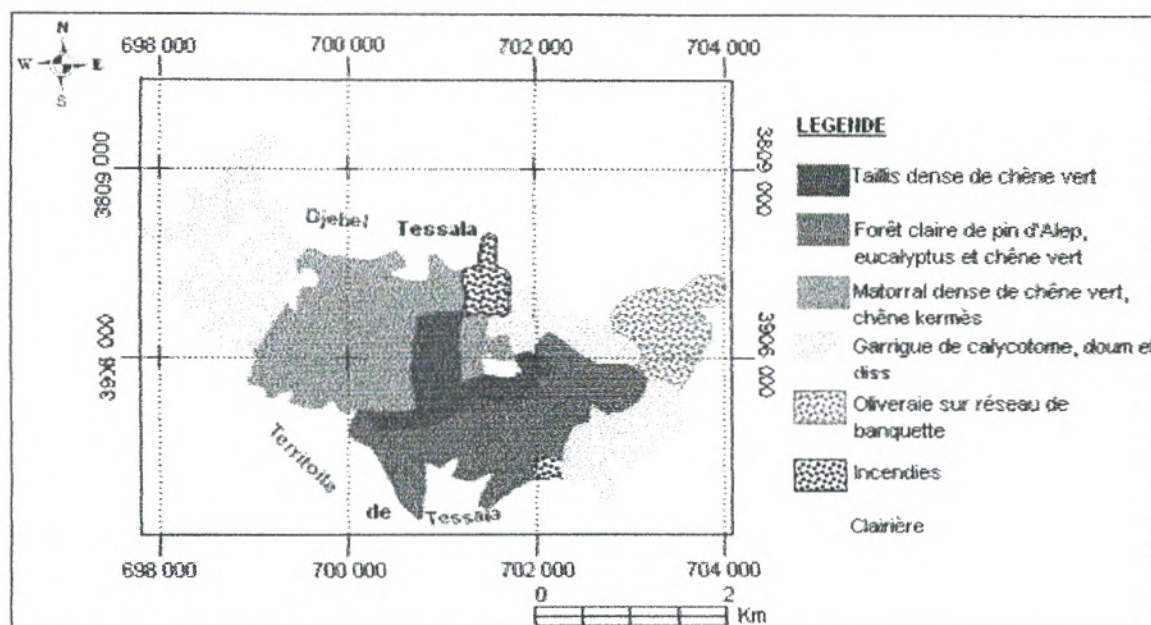 N
W E
S
698 000 700 000 702 000 704 000
3809 000
3809 000
Djebel Tessala
3906 000
3906 000
Territoite
de Tessala
698 000 700 000 702 000 704 000
0 2
Km
LEGENDE
Taillis dense de chêne vert
Forêt claire de pin d'Alep,
eucalyptus et chêne vert
Matorral dense de chêne vert,
chêne kermès
Garrigue de calycotome, doum et
diss
Oliveraie sur réseau de
banquette
Incendies
Clairière